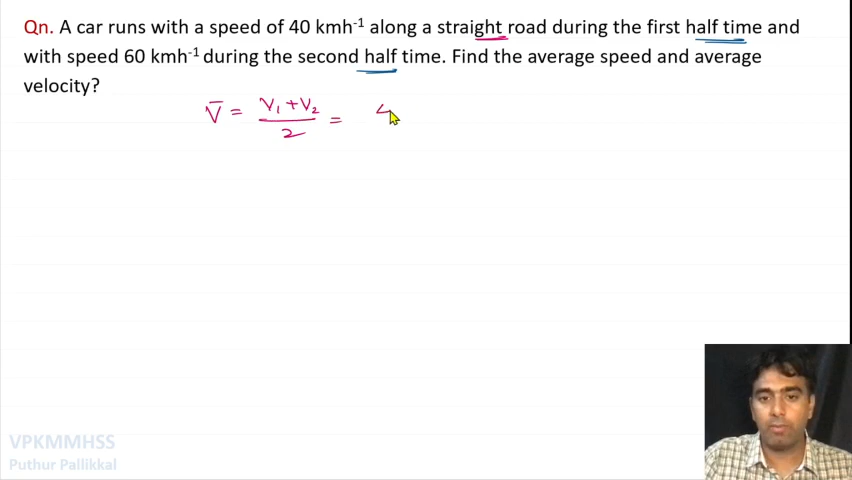 Qn. A car runs with a speed of 40 kmh⁻¹ along a straight road during the first half time and
with speed 60 kmh⁻¹ during the second half time. Find the average speed and average
velocity?
V̅ = (V₁ + V₂)/2 = 4
VPKMMHSS
Puthur Pallikkal